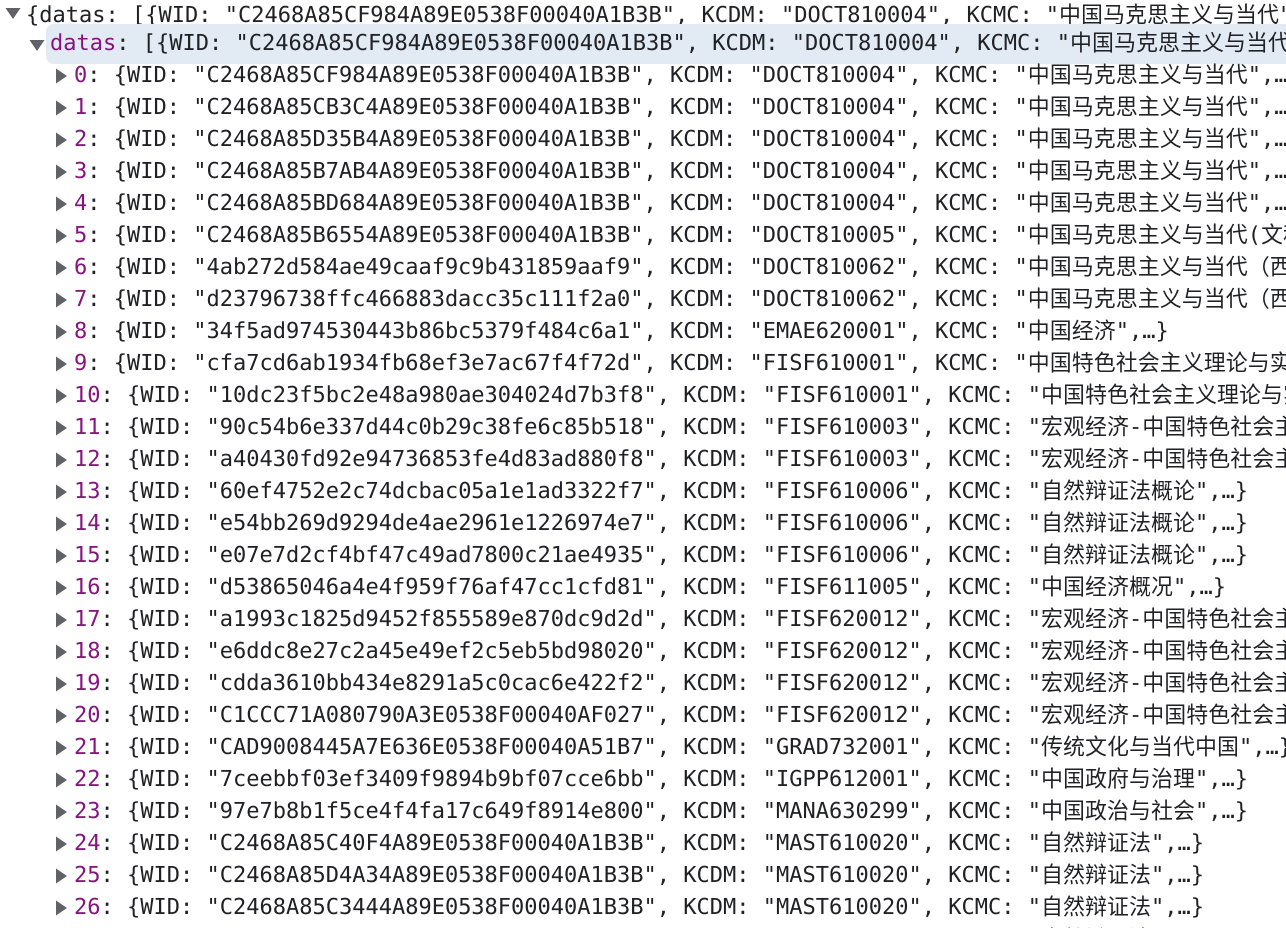 {datas: [{WID: "C2468A85CF984A89E0538F00040A1B3B", KCDM: "DOCT810004", KCMC: "中国马克思主义与当代"
datas: [{WID: "C2468A85CF984A89E0538F00040A1B3B", KCDM: "DOCT810004", KCMC: "中国马克思主义与当代
0: {WID: "C2468A85CF984A89E0538F00040A1B3B", KCDM: "DOCT810004", KCMC: "中国马克思主义与当代",…
1: {WID: "C2468A85CB3C4A89E0538F00040A1B3B", KCDM: "DOCT810004", KCMC: "中国马克思主义与当代",…
2: {WID: "C2468A85D35B4A89E0538F00040A1B3B", KCDM: "DOCT810004", KCMC: "中国马克思主义与当代",…
3: {WID: "C2468A85B7AB4A89E0538F00040A1B3B", KCDM: "DOCT810004", KCMC: "中国马克思主义与当代",…
4: {WID: "C2468A85BD684A89E0538F00040A1B3B", KCDM: "DOCT810004", KCMC: "中国马克思主义与当代",…
5: {WID: "C2468A85B6554A89E0538F00040A1B3B", KCDM: "DOCT810005", KCMC: "中国马克思主义与当代(文
6: {WID: "4ab272d584ae49caaf9c9b431859aaf9", KCDM: "DOCT810062", KCMC: "中国马克思主义与当代（西
7: {WID: "d23796738ffc466883dacc35c111f2a0", KCDM: "DOCT810062", KCMC: "中国马克思主义与当代（西
8: {WID: "34f5ad974530443b86bc5379f484c6a1", KCDM: "EMAE620001", KCMC: "中国经济",…}
9: {WID: "cfa7cd6ab1934fb68ef3e7ac67f4f72d", KCDM: "FISF610001", KCMC: "中国特色社会主义理论与实
10: {WID: "10dc23f5bc2e48a980ae304024d7b3f8", KCDM: "FISF610001", KCMC: "中国特色社会主义理论与
11: {WID: "90c54b6e337d44c0b29c38fe6c85b518", KCDM: "FISF610003", KCMC: "宏观经济-中国特色社会主
12: {WID: "a40430fd92e94736853fe4d83ad880f8", KCDM: "FISF610003", KCMC: "宏观经济-中国特色社会主
13: {WID: "60ef4752e2c74dcbac05a1e1ad3322f7", KCDM: "FISF610006", KCMC: "自然辩证法概论",…}
14: {WID: "e54bb269d9294de4ae2961e1226974e7", KCDM: "FISF610006", KCMC: "自然辩证法概论",…}
15: {WID: "e07e7d2cf4bf47c49ad7800c21ae4935", KCDM: "FISF610006", KCMC: "自然辩证法概论",…}
16: {WID: "d53865046a4e4f959f76af47cc1cfd81", KCDM: "FISF611005", KCMC: "中国经济概况",…}
17: {WID: "a1993c1825d9452f855589e870dc9d2d", KCDM: "FISF620012", KCMC: "宏观经济-中国特色社会主
18: {WID: "e6ddc8e27c2a45e49ef2c5eb5bd98020", KCDM: "FISF620012", KCMC: "宏观经济-中国特色社会主
19: {WID: "cdda3610bb434e8291a5c0cac6e422f2", KCDM: "FISF620012", KCMC: "宏观经济-中国特色社会主
20: {WID: "C1CCC71A080790A3E0538F00040AF027", KCDM: "FISF620012", KCMC: "宏观经济-中国特色社会主
21: {WID: "CAD9008445A7E636E0538F00040A51B7", KCDM: "GRAD732001", KCMC: "传统文化与当代中国",…}
22: {WID: "7ceebbf03ef3409f9894b9bf07cce6bb", KCDM: "IGPP612001", KCMC: "中国政府与治理",…}
23: {WID: "97e7b8b1f5ce4f4fa17c649f8914e800", KCDM: "MANA630299", KCMC: "中国政治与社会",…}
24: {WID: "C2468A85C40F4A89E0538F00040A1B3B", KCDM: "MAST610020", KCMC: "自然辩证法",…}
25: {WID: "C2468A85D4A34A89E0538F00040A1B3B", KCDM: "MAST610020", KCMC: "自然辩证法",…}
26: {WID: "C2468A85C3444A89E0538F00040A1B3B", KCDM: "MAST610020", KCMC: "自然辩证法",…}